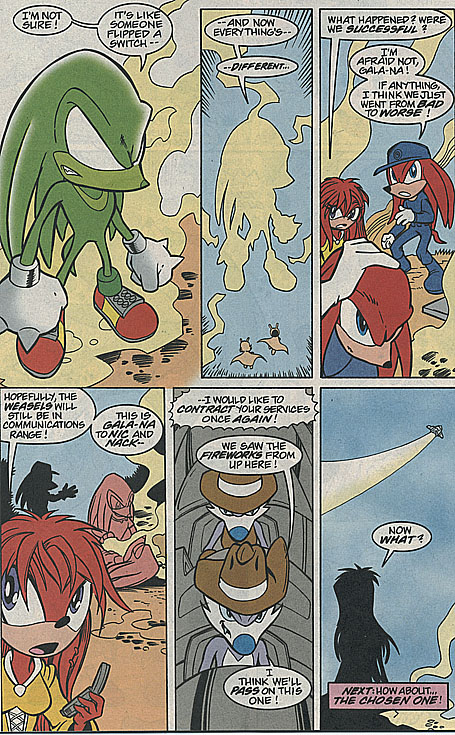 I'M NOT
SURE!
IT'S LIKE
SOMEONE
FLIPPED A
SWITCH--
--AND NOW
EVERYTHING'S--
--DIFFERENT...
WHAT HAPPENED? WERE
WE SUCCESSFUL?
I'M
AFRAID NOT,
GALA-NA!
IF ANYTHING,
I THINK WE JUST
WENT FROM BAD
TO WORSE!
HOPEFULLY, THE
WEASELS WILL
STILL BE IN
COMMUNICATIONS
RANGE!
THIS IS
GALA-NA
TO NIC AND
NACK-
--I WOULD LIKE TO
CONTRACT YOUR SERVICES
ONCE AGAIN!
WE SAW THE
FIREWORKS FROM
UP HERE!
I
THINK WE'LL
PASS ON THIS
ONE!
NOW
WHAT?
NEXT: HOW ABOUT...
THE CHOSEN ONE!